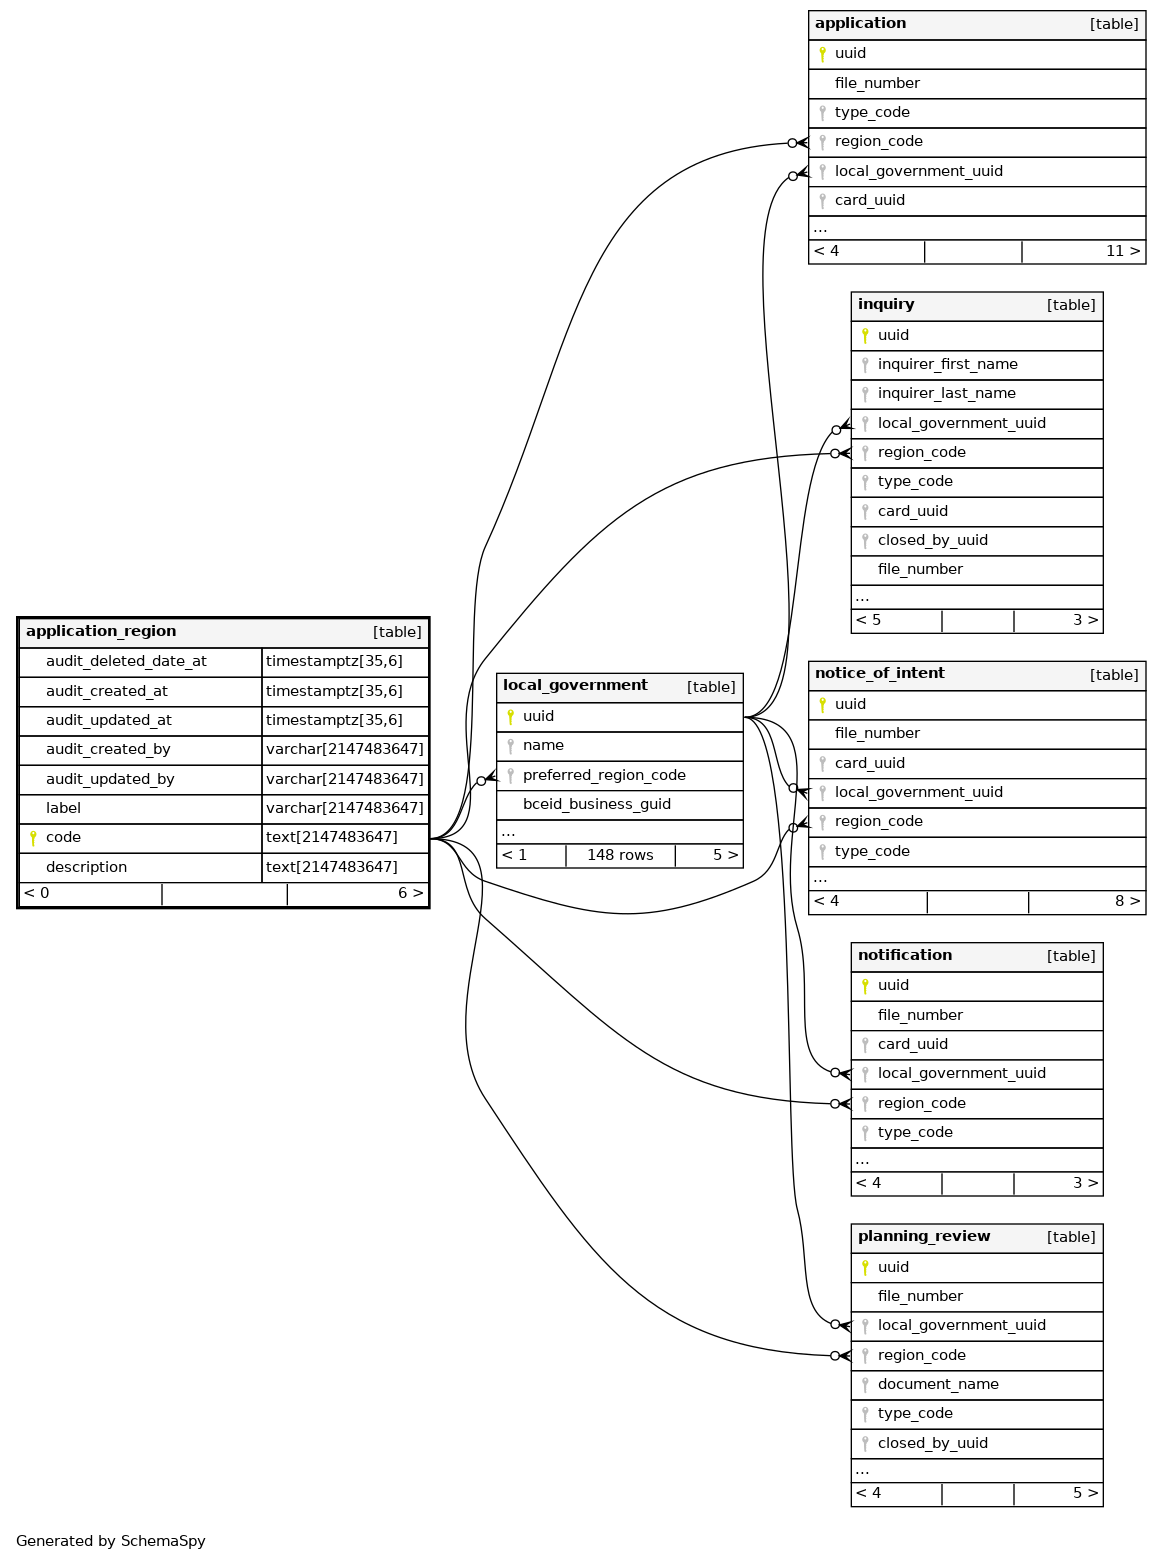 application [table]
uuid
file_number
type_code
region_code
local_government_uuid
card_uuid
...
< 4 11 >
inquiry [table]
uuid
inquirer_first_name
inquirer_last_name
local_government_uuid
region_code
type_code
card_uuid
closed_by_uuid
file_number
...
< 5 3 >
application_region [table]
audit_deleted_date_at timestamptz[35,6]
audit_created_at timestamptz[35,6]
audit_updated_at timestamptz[35,6]
audit_created_by varchar[2147483647]
audit_updated_by varchar[2147483647]
label varchar[2147483647]
code text[2147483647]
description text[2147483647]
< 0 6 >
local_government [table]
uuid
name
preferred_region_code
bceid_business_guid
...
< 1 148 rows 5 >
notice_of_intent [table]
uuid
file_number
card_uuid
local_government_uuid
region_code
type_code
...
< 4 8 >
notification [table]
uuid
file_number
card_uuid
local_government_uuid
region_code
type_code
...
< 4 3 >
planning_review [table]
uuid
file_number
local_government_uuid
region_code
document_name
type_code
closed_by_uuid
...
< 4 5 >
Generated by SchemaSpy